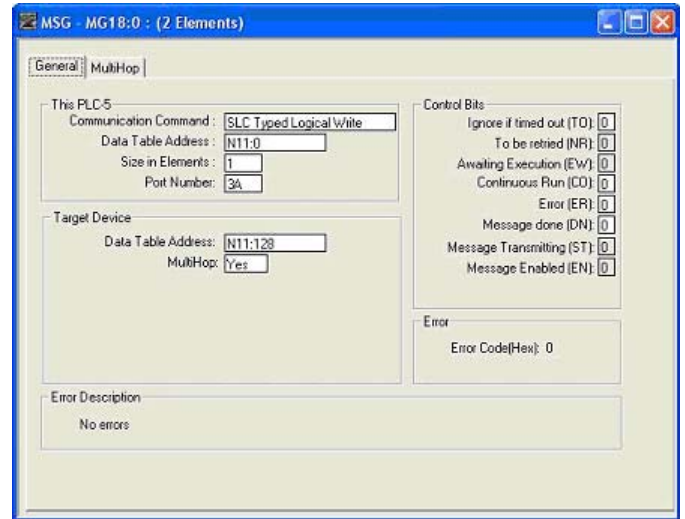 MSG - MG18:0 : (2 Elements)
General MultiHop
This PLC-5
Communication Command : SLC Typed Logical Write
Data Table Address : N11:0
Size in Elements : 1
Port Number: 3A
Target Device
Data Table Address: N11:128
MultiHop: Yes
Control Bits
Ignore if timed out (TO): 0
To be retried (NR): 0
Awaiting Execution (EW): 0
Continuous Run (CO): 0
Error (ER): 0
Message done (DN): 0
Message Transmitting (ST): 0
Message Enabled (EN): 0
Error
Error Code(Hex): 0
Error Description
No errors